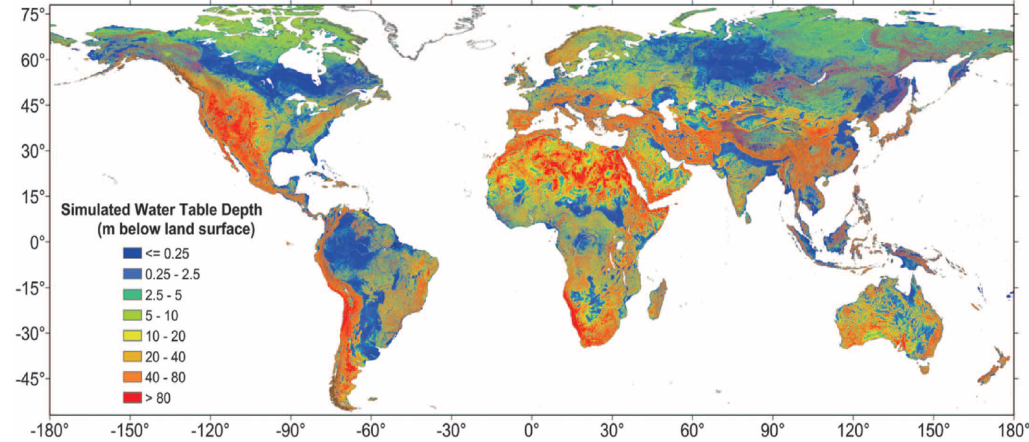 75°
60°
45°
30°
15°
0°
-15°
-30°
-45°
Simulated Water Table Depth
(m below land surface)
<= 0.25
0.25 - 2.5
2.5 - 5
5 - 10
10 - 20
20 - 40
40 - 80
> 80
-180° -150° -120° -90° -60° -30° 0° 30° 60° 90° 120° 150° 180°